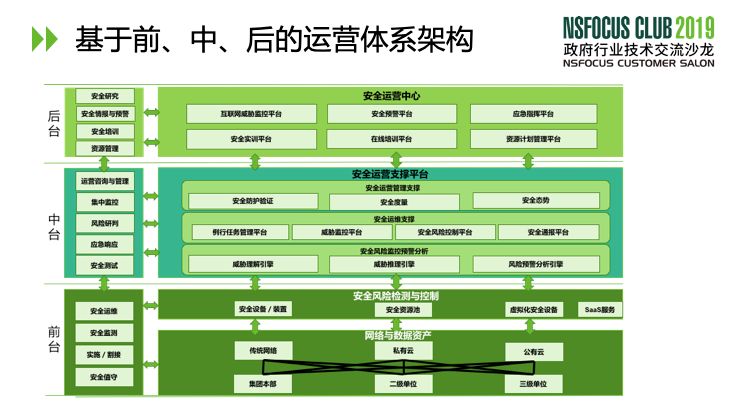 基于前、中、后的运营体系架构
NSFOCUS CLUB 2019
政府行业技术交流沙龙
NSFOCUS CUSTOMER SALON
后台
安全研究
安全情报与预警
安全培训
资源管理
安全运营中心
互联网威胁监控平台
安全预警平台
应急指挥平台
安全实训平台
在线培训平台
资源计划管理平台
中台
运营咨询与管理
集中监控
风险研判
应急响应
安全测试
安全运营支撑平台
安全运营管理支撑
安全防护验证
安全度量
安全态势
安全运维支撑
例行任务管理平台
威胁监控平台
安全风险控制平台
安全通报平台
安全风险监控预警分析
威胁理解引擎
威胁推理引擎
风险预警分析引擎
前台
安全运维
安全监测
实施 / 割接
安全值守
安全风险检测与控制
安全设备 / 装置
安全资源池
虚拟化安全设备
SaaS服务
网络与数据资产
传统网络
私有云
公有云
集团本部
二级单位
三级单位